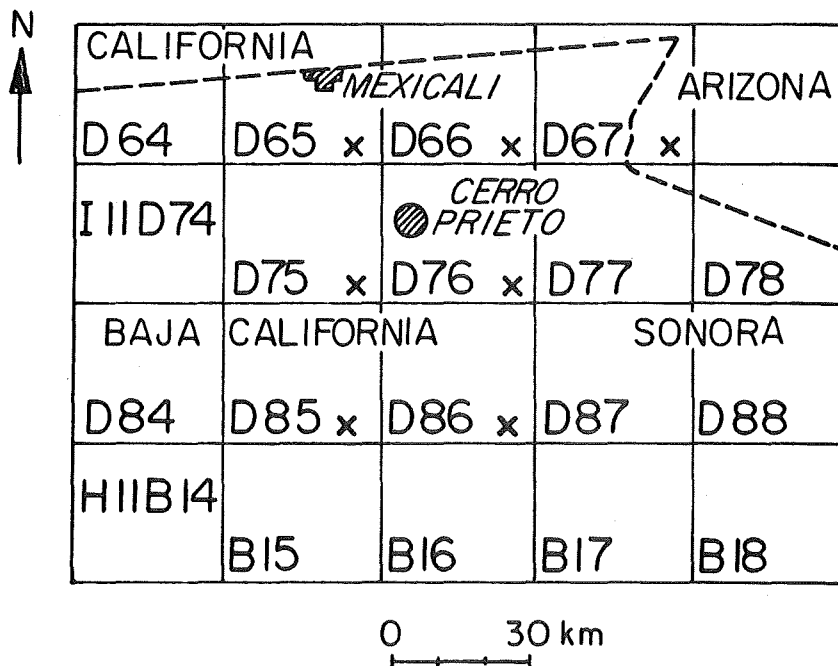 N
CALIFORNIA
MEXICALI
ARIZONA
D64 D65 x D66 x D67 x
CERRO
PRIETO
I11D74
D75 x D76 x D77 D78
BAJA CALIFORNIA SONORA
D84 D85 x D86 x D87 D88
H11B14
B15 B16 B17 B18
0 30 km